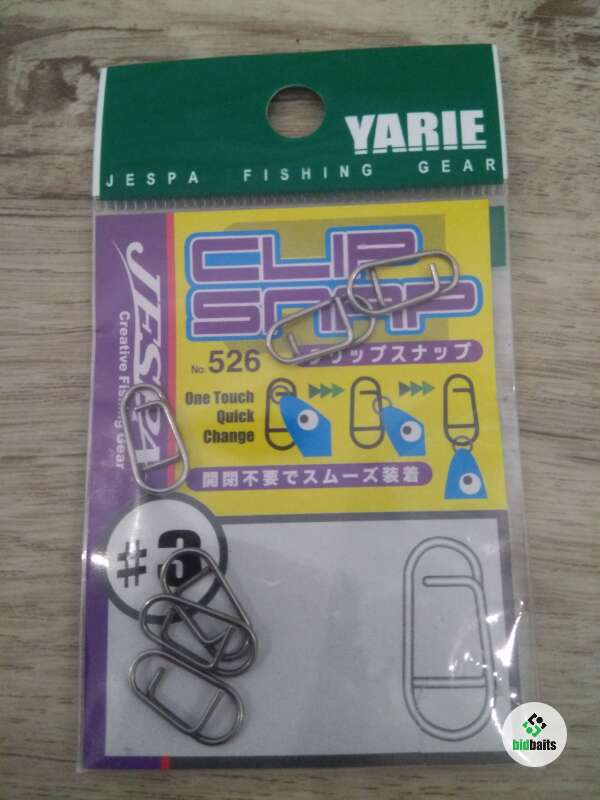 YARIE
JESPA FISHING GEAR
JESPA
Creative Fishing Gear
CLIP
SNAP
No. 526
クリップスナップ
One Touch
Quick
Change
開閉不要でスムーズ装着
#3
bidbaits